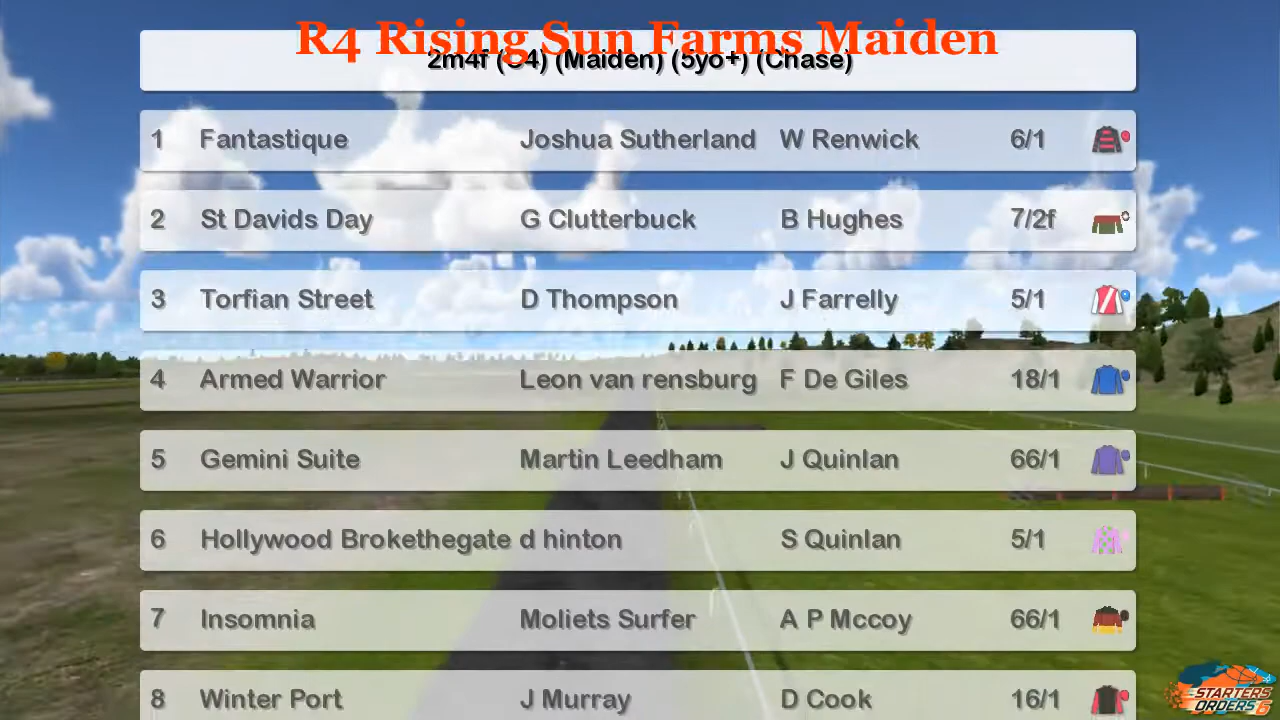 R4 Rising Sun Farms Maiden
2m4f (C4) (Maiden) (5yo+) (Chase)
1 Fantastique Joshua Sutherland W Renwick 6/1
2 St Davids Day G Clutterbuck B Hughes 7/2f
3 Torfian Street D Thompson J Farrelly 5/1
4 Armed Warrior Leon van rensburg F De Giles 18/1
5 Gemini Suite Martin Leedham J Quinlan 66/1
6 Hollywood Brokethegate d hinton S Quinlan 5/1
7 Insomnia Moliets Surfer A P Mccoy 66/1
8 Winter Port J Murray D Cook 16/1
STARTERS
ORDERS 6